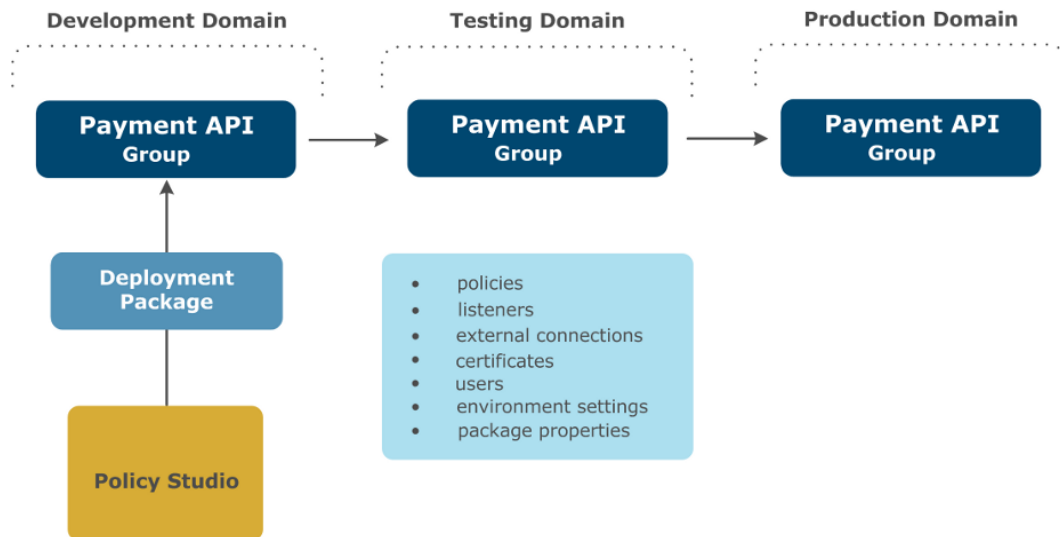 Development Domain
Testing Domain
Production Domain
Payment API
Group
Payment API
Group
Payment API
Group
Deployment
Package
• policies
• listeners
• external connections
• certificates
• users
• environment settings
• package properties
Policy Studio